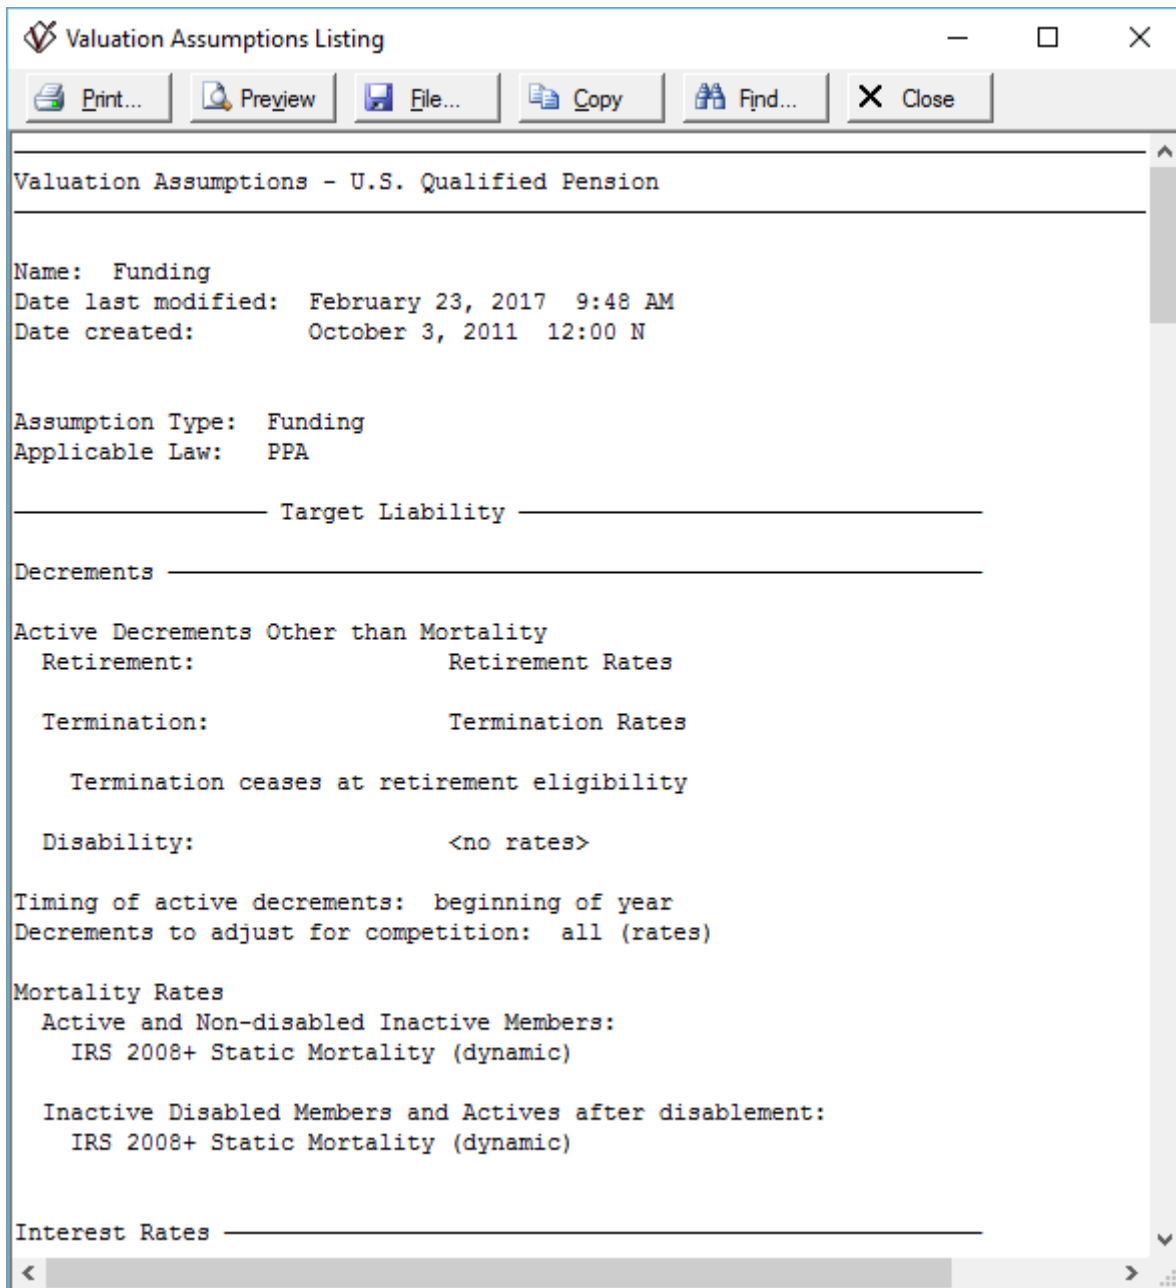 Valuation Assumptions Listing
Print... Preview File... Copy Find... Close
Valuation Assumptions - U.S. Qualified Pension
Name:  Funding
Date last modified:  February 23, 2017  9:48 AM
Date created:        October 3, 2011  12:00 N
Assumption Type:  Funding
Applicable Law:   PPA
Target Liability
Decrements
Active Decrements Other than Mortality
Retirement:                  Retirement Rates
Termination:                 Termination Rates
Termination ceases at retirement eligibility
Disability:                  <no rates>
Timing of active decrements:  beginning of year
Decrements to adjust for competition:  all (rates)
Mortality Rates
Active and Non-disabled Inactive Members:
IRS 2008+ Static Mortality (dynamic)
Inactive Disabled Members and Actives after disablement:
IRS 2008+ Static Mortality (dynamic)
Interest Rates